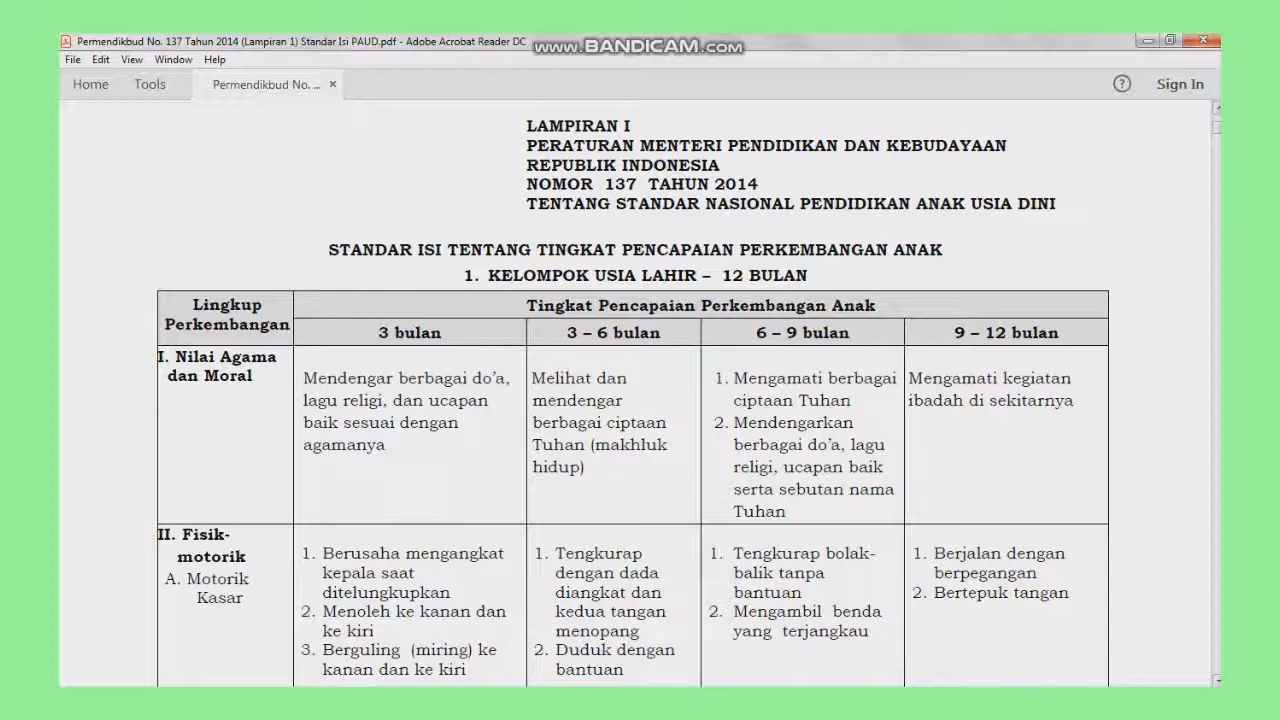 Permendikbud No. 137 Tahun 2014 (Lampiran 1) Standar Isi PAUD.pdf - Adobe Acrobat Reader DC
www.BANDICAM.com
File Edit View Window Help
Home Tools Permendikbud No. ... × ? Sign In
LAMPIRAN I
PERATURAN MENTERI PENDIDIKAN DAN KEBUDAYAAN
REPUBLIK INDONESIA
NOMOR 137 TAHUN 2014
TENTANG STANDAR NASIONAL PENDIDIKAN ANAK USIA DINI
STANDAR ISI TENTANG TINGKAT PENCAPAIAN PERKEMBANGAN ANAK
1. KELOMPOK USIA LAHIR – 12 BULAN
Lingkup
Perkembangan
Tingkat Pencapaian Perkembangan Anak
3 bulan
3 – 6 bulan
6 – 9 bulan
9 – 12 bulan
I. Nilai Agama
dan Moral
Mendengar berbagai do'a,
lagu religi, dan ucapan
baik sesuai dengan
agamanya
Melihat dan
mendengar
berbagai ciptaan
Tuhan (makhluk
hidup)
1. Mengamati berbagai
ciptaan Tuhan
2. Mendengarkan
berbagai do'a, lagu
religi, ucapan baik
serta sebutan nama
Tuhan
Mengamati kegiatan
ibadah di sekitarnya
II. Fisik-
motorik
A. Motorik
Kasar
1. Berusaha mengangkat
kepala saat
ditelungkupkan
2. Menoleh ke kanan dan
ke kiri
3. Berguling (miring) ke
kanan dan ke kiri
1. Tengkurap
dengan dada
diangkat dan
kedua tangan
menopang
2. Duduk dengan
bantuan
1. Tengkurap bolak-
balik tanpa
bantuan
2. Mengambil benda
yang terjangkau
1. Berjalan dengan
berpegangan
2. Bertepuk tangan